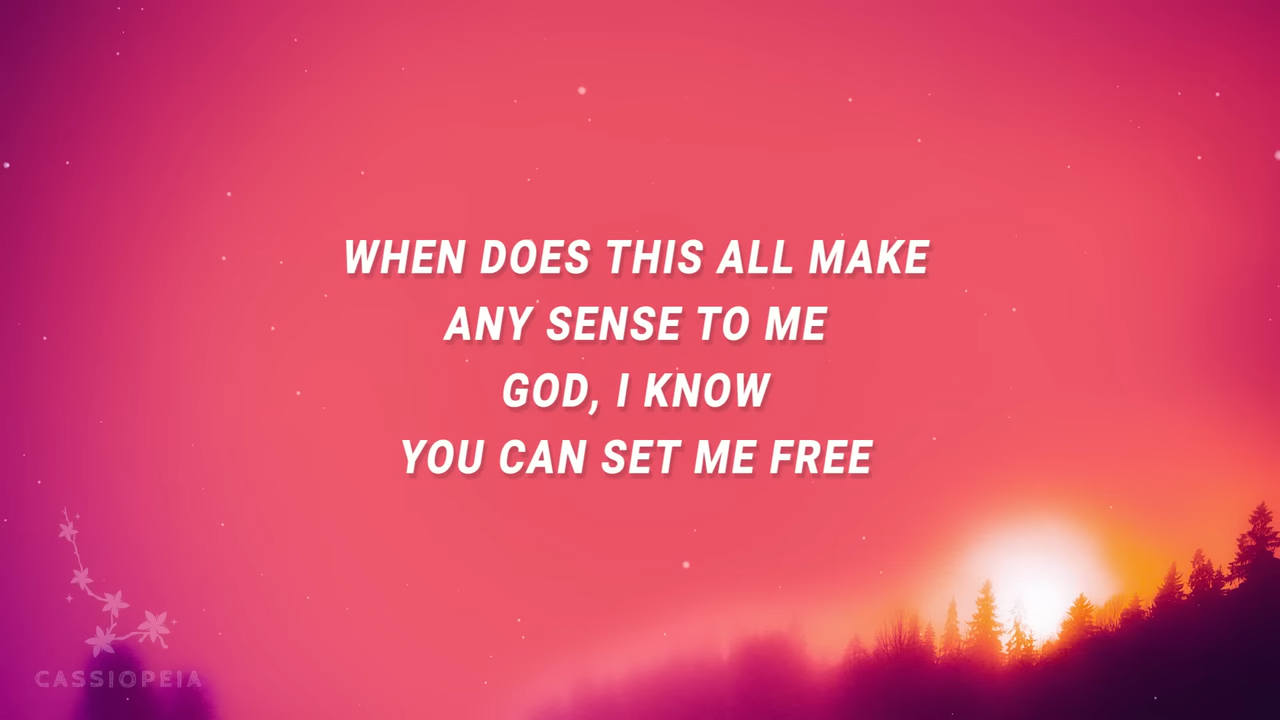 WHEN DOES THIS ALL MAKE
ANY SENSE TO ME
GOD, I KNOW
YOU CAN SET ME FREE
CASSIOPEIA